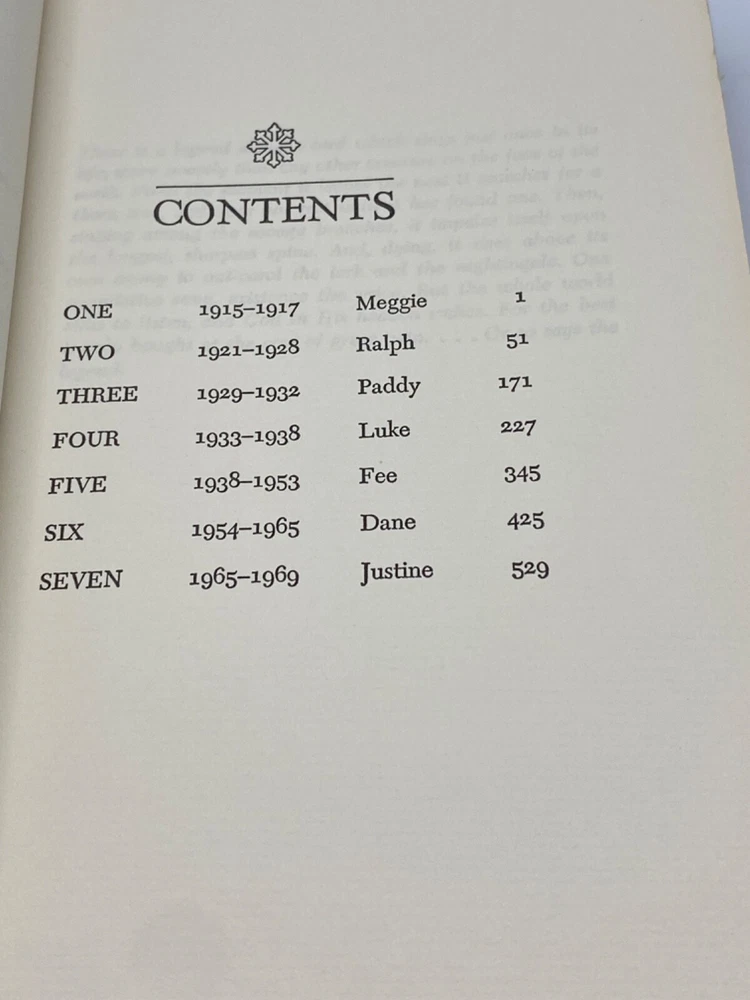 CONTENTS
ONE 1915–1917 Meggie 1
TWO 1921–1928 Ralph 51
THREE 1929–1932 Paddy 171
FOUR 1933–1938 Luke 227
FIVE 1938–1953 Fee 345
SIX 1954–1965 Dane 425
SEVEN 1965–1969 Justine 529